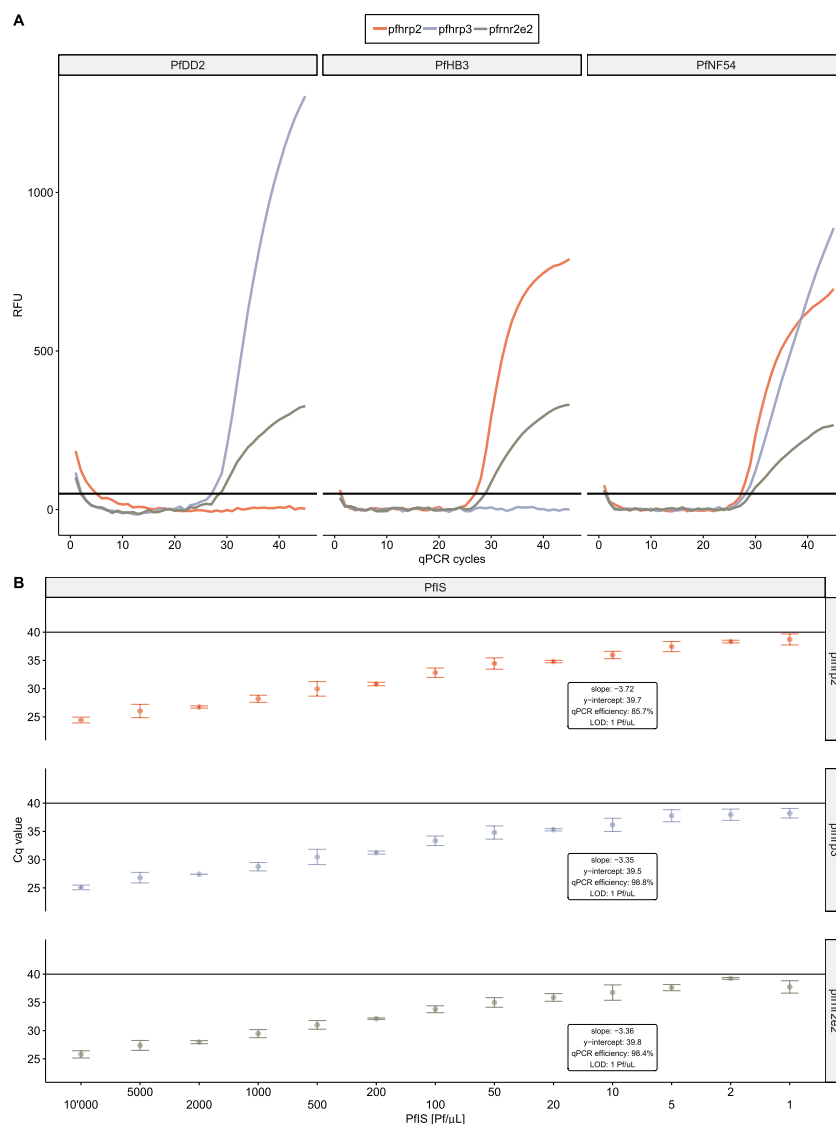 A
pfhrp2 pfhrp3 pfrnr2e2
PfDD2 PfHB3 PfNF54
1000
500
0
RFU
0 10 20 30 40 0 10 20 30 40 0 10 20 30 40
qPCR cycles
B
PfIS
40
35
30
25
slope: −3.72
y−intercept: 39.7
qPCR efficiency: 85.7%
LOD: 1 Pf/uL
pfhrp2
40
35
30
25
Cq value
slope: −3.35
y−intercept: 39.5
qPCR efficiency: 98.8%
LOD: 1 Pf/uL
pfhrp3
40
35
30
25
slope: −3.36
y−intercept: 39.8
qPCR efficiency: 98.4%
LOD: 1 Pf/uL
pfrnr2e2
5000 1000 200 50 10 2
10'000 2000 500 100 20 5 1
PfIS [Pf/μL]